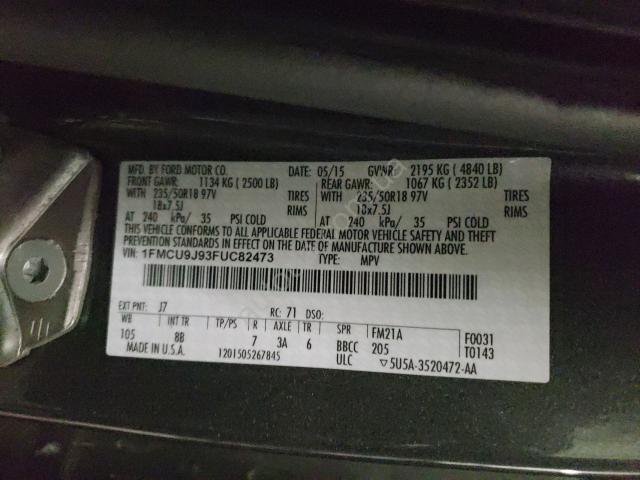 MFD. BY FORD MOTOR CO. DATE: 05/15 GVWR: 2195 KG ( 4840 LB)
FRONT GAWR: 1134 KG ( 2500 LB) REAR GAWR: 1067 KG ( 2352 LB)
WITH 235/50R18 97V TIRES WITH 235/50R18 97V TIRES
18x7.5J RIMS 18x7.5J RIMS
AT 240 kPa/ 35 PSI COLD AT 240 kPa/ 35 PSI COLD
THIS VEHICLE CONFORMS TO ALL APPLICABLE FEDERAL MOTOR VEHICLE SAFETY AND THEFT
PREVENTION STANDARDS IN EFFECT ON THE DATE OF MANUFACTURE SHOWN ABOVE.
VIN: 1FMCU9J93FUC82473 TYPE: MPV
EXT PNT: J7 RC: 71 DSO:
WB INT TR TP/PS R AXLE TR SPR FM21A F0031
105 8B 7 3A 6 BBCC 205 T0143
MADE IN U.S.A. 1201505267845 ULC ▽5U5A-3520472-AA